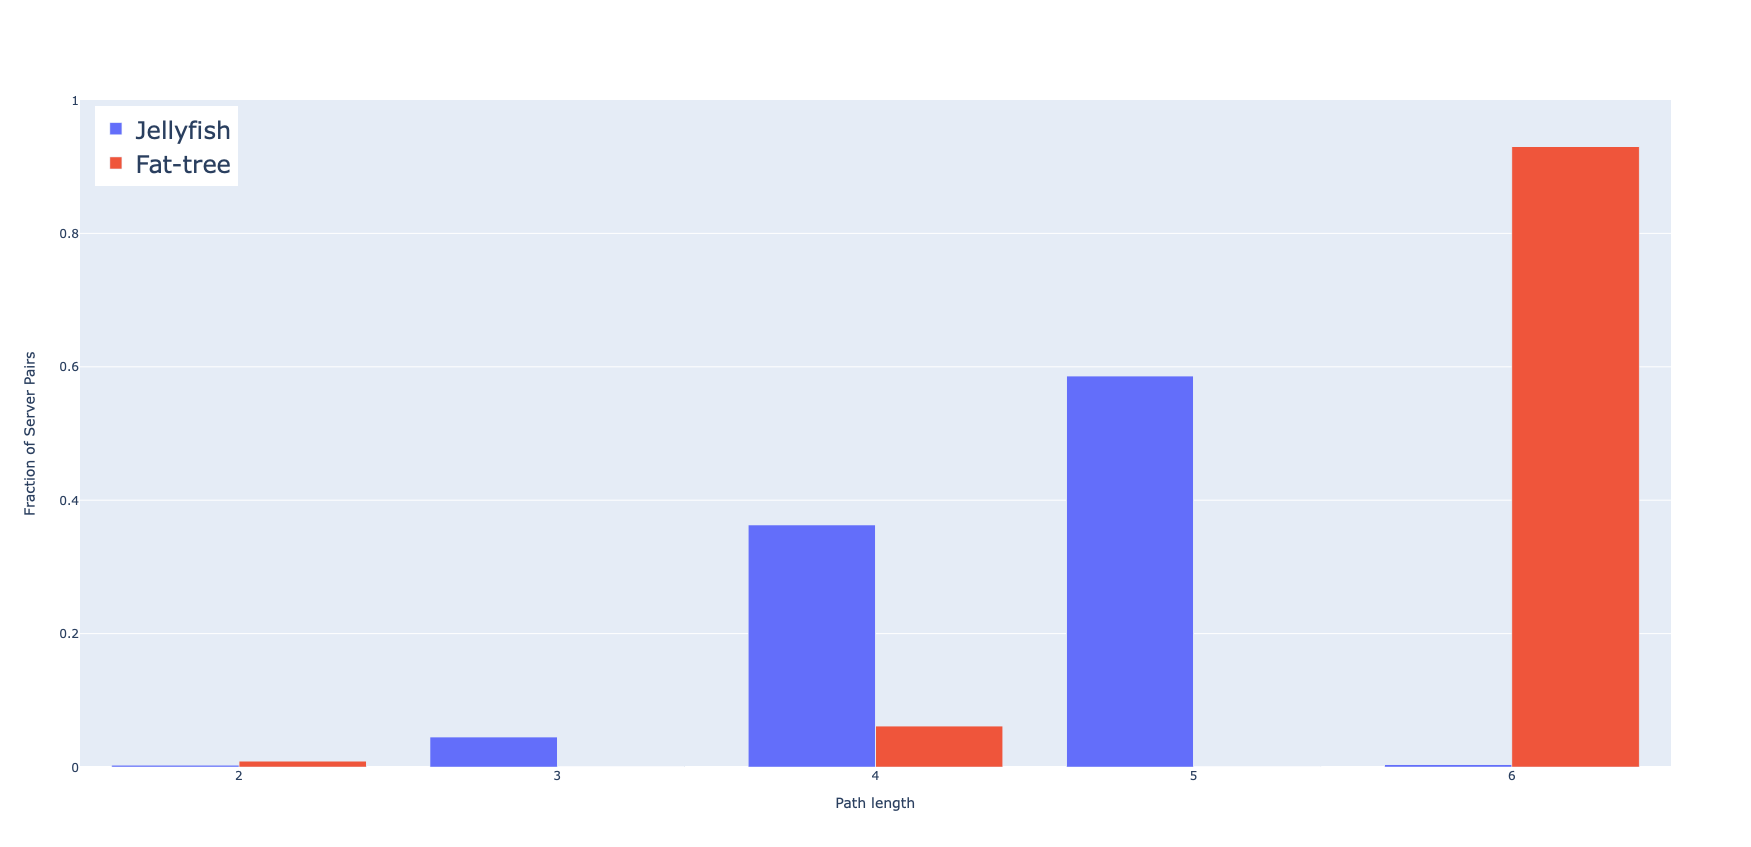 Jellyfish
Fat-tree
1
0.8
0.6
0.4
0.2
0
Fraction of Server Pairs
2 3 4 5 6
Path length